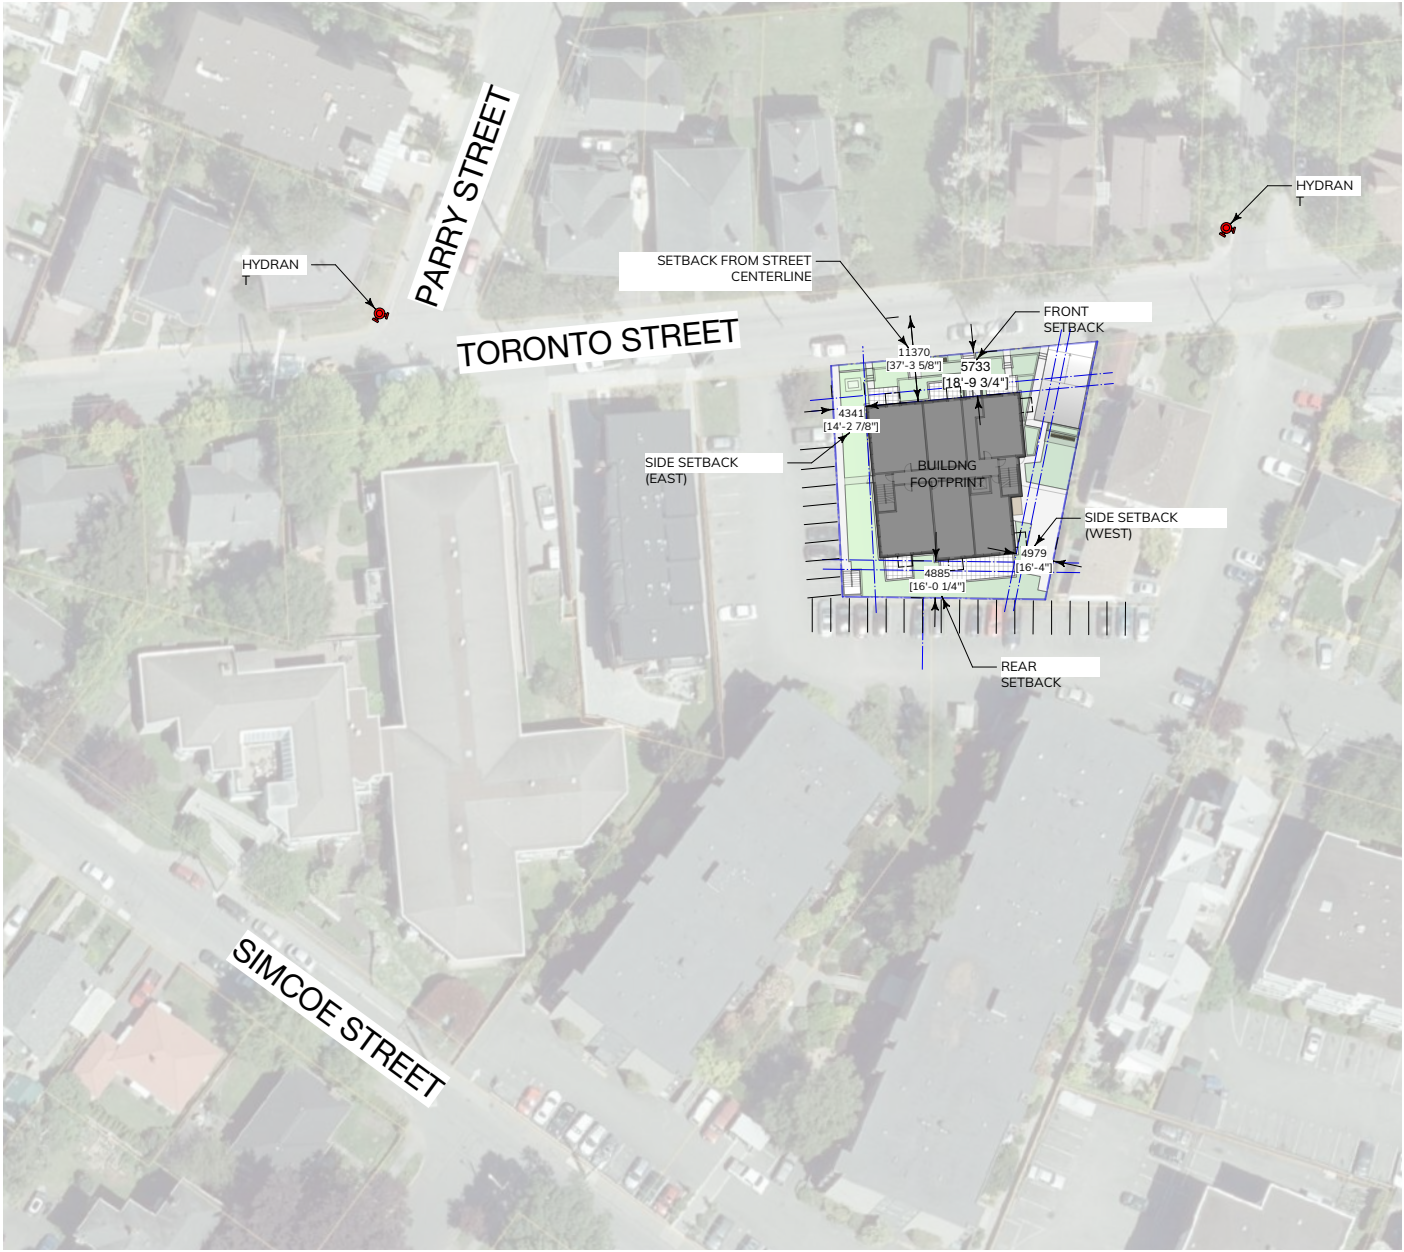 PARRY STREET
HYDRAN
T
HYDRAN
T
SETBACK FROM STREET
CENTERLINE
FRONT
SETBACK
TORONTO STREET
11370
[37'-3 5/8"]
5733
[18'-9 3/4"]
4341
[14'-2 7/8"]
SIDE SETBACK
(EAST)
BUILDNG
FOOTPRINT
SIDE SETBACK
(WEST)
4979
[16'-4"]
4885
[16'-0 1/4"]
REAR
SETBACK
SIMCOE STREET